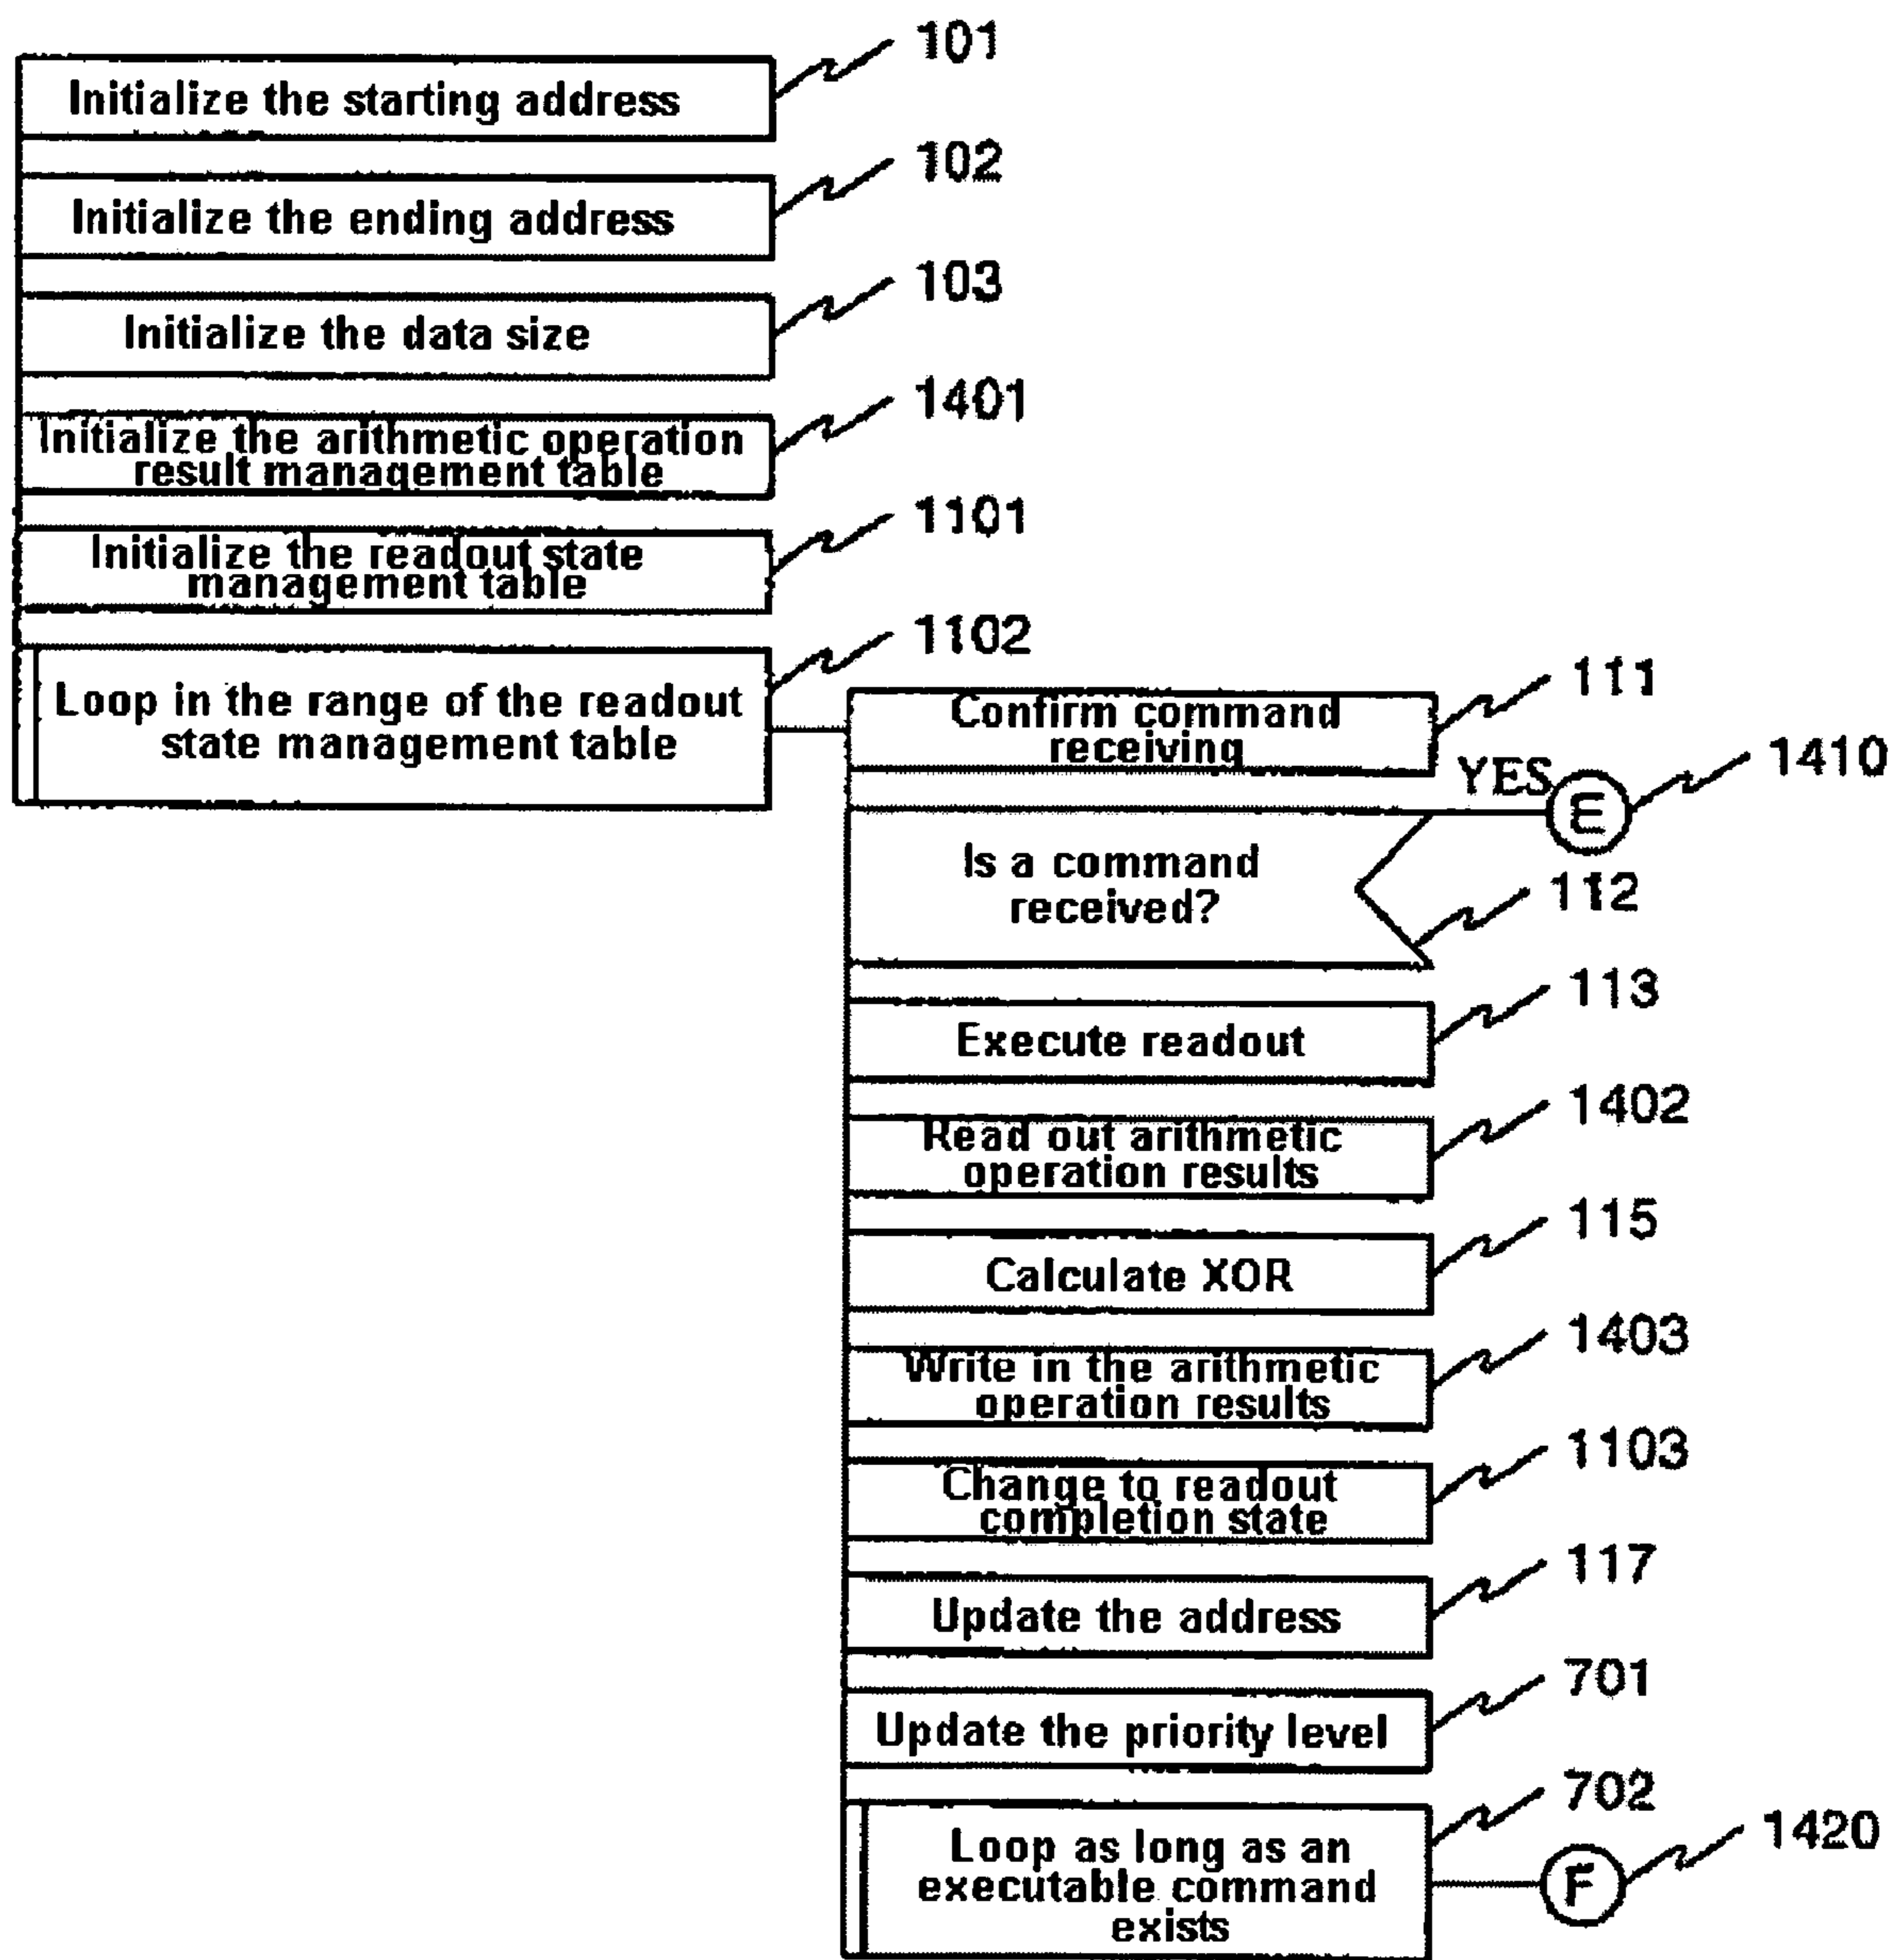 101
Initialize the starting address
102
Initialize the ending address
103
Initialize the data size
1401
Initialize the arithmetic operation
result management table
1101
Initialize the readout state
management table
1102
Loop in the range of the readout
state management table
111
Confirm command
receiving
YES
E
1410
Is a command
received?
112
113
Execute readout
1402
Read out arithmetic
operation results
115
Calculate XOR
1403
Write in the arithmetic
operation results
1103
Change to readout
completion state
117
Update the address
701
Update the priority level
702
Loop as long as an
executable command
exists
F
1420